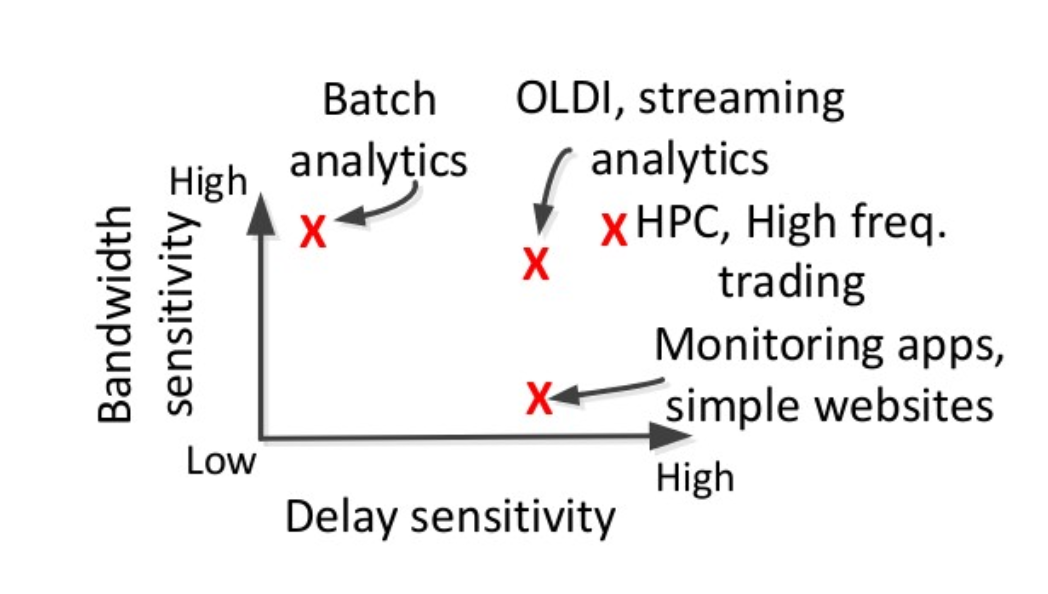 Batch
analytics
OLDI, streaming
analytics
High
Bandwidth
sensitivity
X
X
X HPC, High freq.
trading
Monitoring apps,
X
simple websites
Low
High
Delay sensitivity